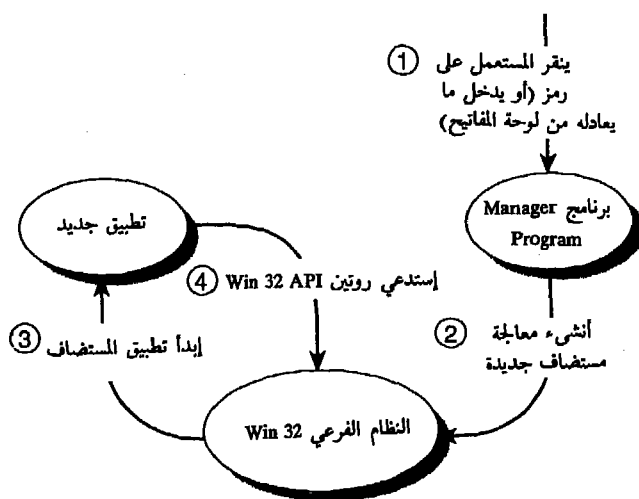 ① ينقر المستعمل على
رمز (أو يدخل ما
يعادله من لوحة المفاتيح)
برنامج Manager
Program
تطبيق جديد
④ إستدعي روتين Win 32 API
② أنشىء معالجة
مستضاف جديدة
③ إبدأ تطبيق المستضاف
النظام الفرعي Win 32